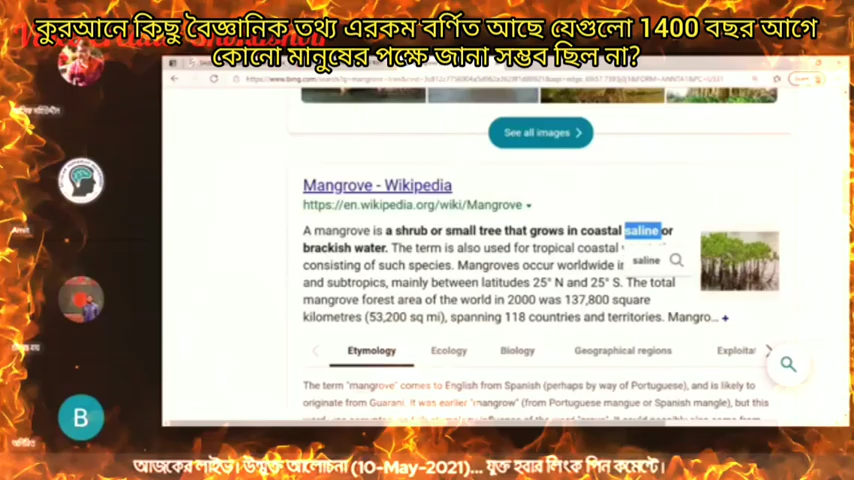 কুরআনে কিছু বৈজ্ঞানিক তথ্য এরকম বর্ণিত আছে যেগুলো 1400 বছর আগে
কোনো মানুষের পক্ষে জানা সম্ভব ছিল না?
See all images
Mangrove - Wikipedia
https://en.wikipedia.org/wiki/Mangrove
A mangrove is a shrub or small tree that grows in coastal saline or
brackish water. The term is also used for tropical coastal
saline
consisting of such species. Mangroves occur worldwide in
and subtropics, mainly between latitudes 25° N and 25° S. The total
mangrove forest area of the world in 2000 was 137,800 square
kilometres (53,200 sq mi), spanning 118 countries and territories. Mangro... +
Etymology Ecology Biology Geographical regions Exploitat
The term "mangrove" comes to English from Spanish (perhaps by way of Portuguese), and is likely to
originate from Guarani. It was earlier "mangrow" (from Portuguese mangue or Spanish mangle), but this
Amit
B
আজকের লাইভ। উন্মুক্ত আলোচনা (10-May-2021)... যুক্ত হবার লিংক পিন কমেন্টে।